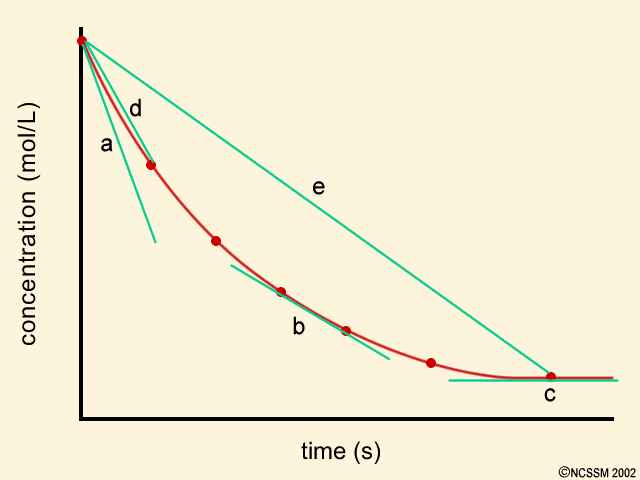 concentration (mol/L)
d
a
e
b
c
time (s)
©NCSSM 2002